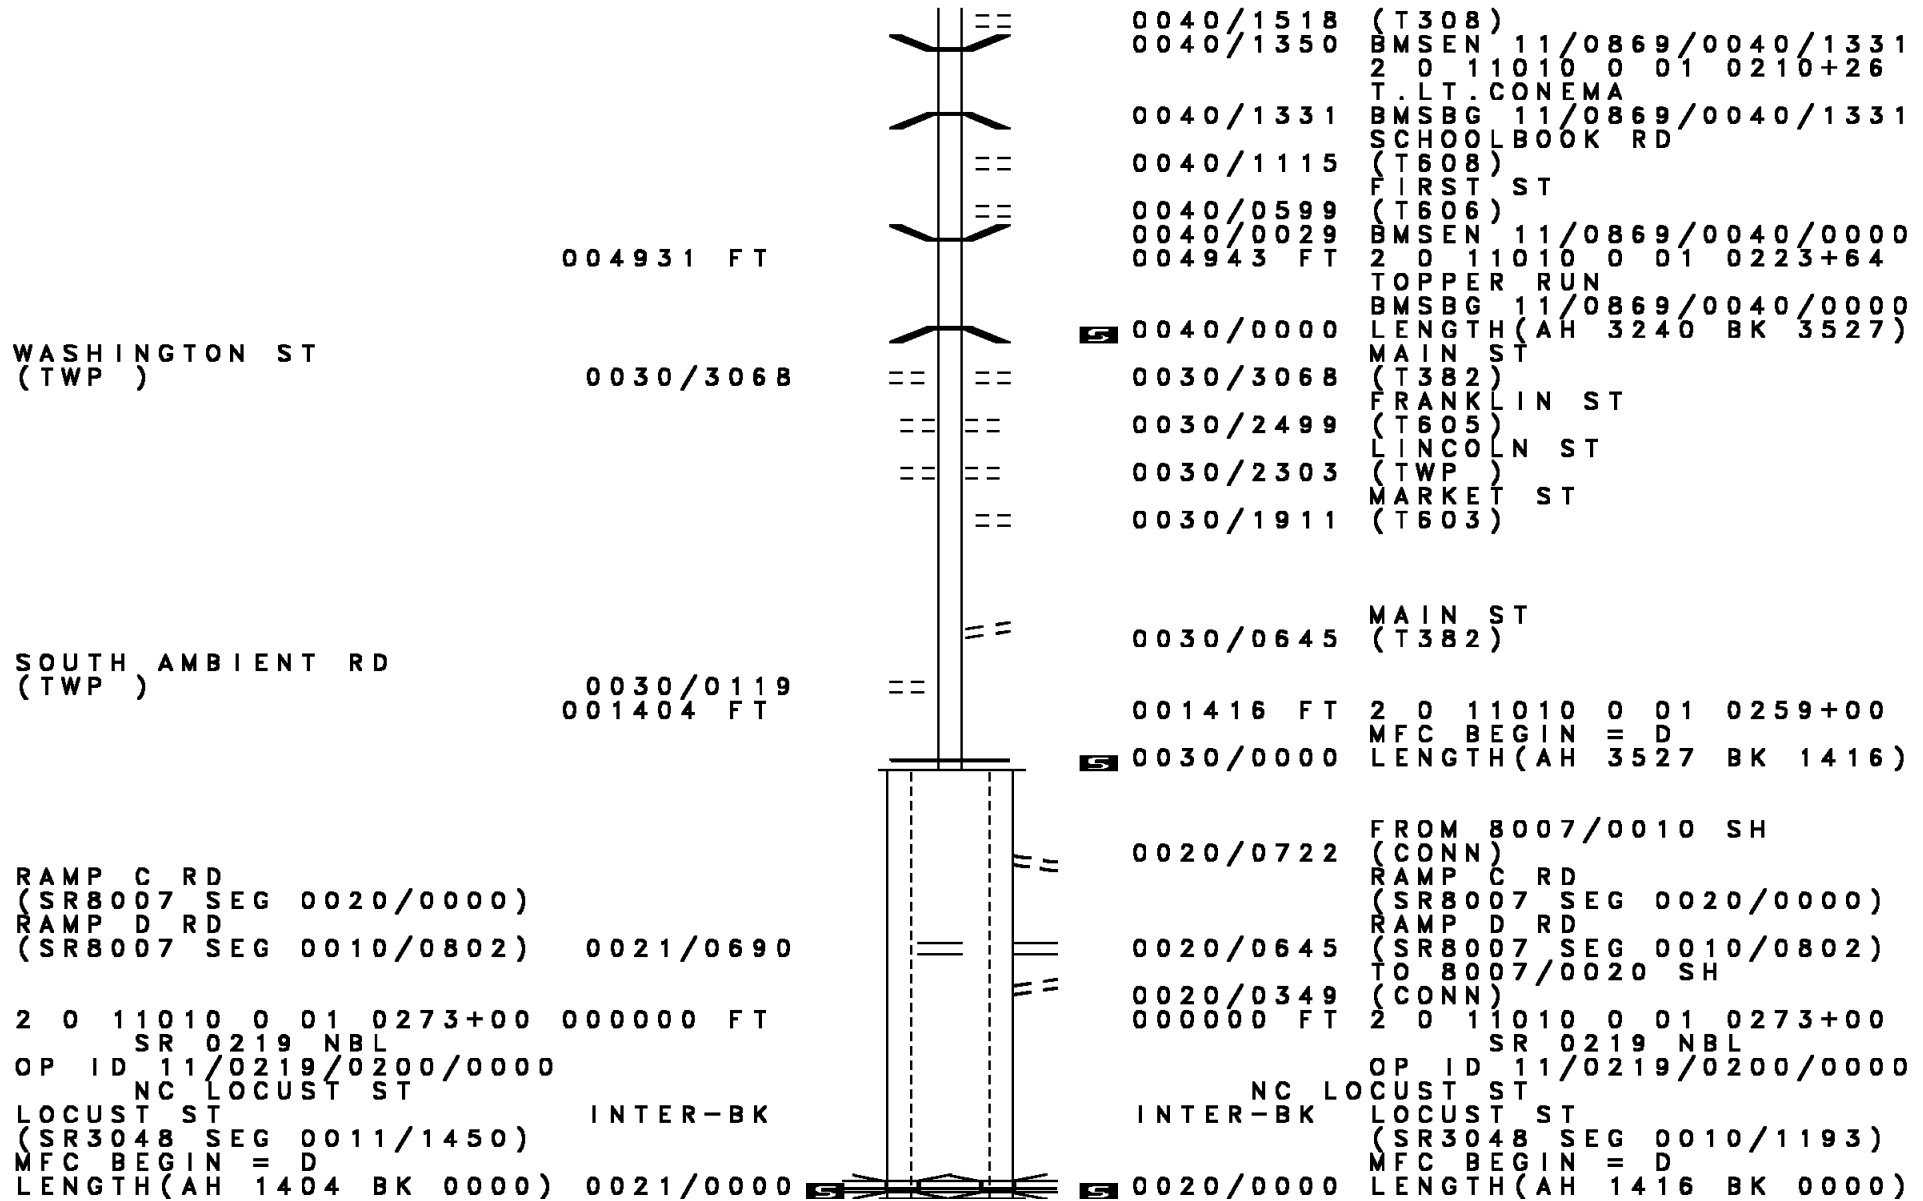 0040/1518 (T308)
0040/1350 BMSEN 11/0869/0040/1331
2 0 11010 0 01 0210+26
T.LT.CONEMA
0040/1331 BMSBG 11/0869/0040/1331
SCHOOLBOOK RD
0040/1115 (T608)
FIRST ST
0040/0599 (T606)
0040/0029 BMSEN 11/0869/0040/0000
004931 FT 004943 FT 2 0 11010 0 01 0223+64
TOPPER RUN
BMSBG 11/0869/0040/0000
S 0040/0000 LENGTH(AH 3240 BK 3527)
WASHINGTON ST MAIN ST
(TWP ) 0030/3068 0030/3068 (T382)
FRANKLIN ST
0030/2499 (T605)
LINCOLN ST
0030/2303 (TWP )
MARKET ST
0030/1911 (T603)
MAIN ST
0030/0645 (T382)
SOUTH AMBIENT RD
(TWP ) 0030/0119
001404 FT 001416 FT 2 0 11010 0 01 0259+00
MFC BEGIN = D
S 0030/0000 LENGTH(AH 3527 BK 1416)
FROM 8007/0010 SH
0020/0722 (CONN)
RAMP C RD RAMP C RD
(SR8007 SEG 0020/0000) (SR8007 SEG 0020/0000)
RAMP D RD RAMP D RD
(SR8007 SEG 0010/0802) 0021/0690 0020/0645 (SR8007 SEG 0010/0802)
TO 8007/0020 SH
0020/0349 (CONN)
2 0 11010 0 01 0273+00 000000 FT 000000 FT 2 0 11010 0 01 0273+00
SR 0219 NBL SR 0219 NBL
OP ID 11/0219/0200/0000 OP ID 11/0219/0200/0000
NC LOCUST ST NC LOCUST ST
LOCUST ST INTER-BK INTER-BK LOCUST ST
(SR3048 SEG 0011/1450) (SR3048 SEG 0010/1193)
MFC BEGIN = D MFC BEGIN = D
LENGTH(AH 1404 BK 0000) 0021/0000 S S 0020/0000 LENGTH(AH 1416 BK 0000)